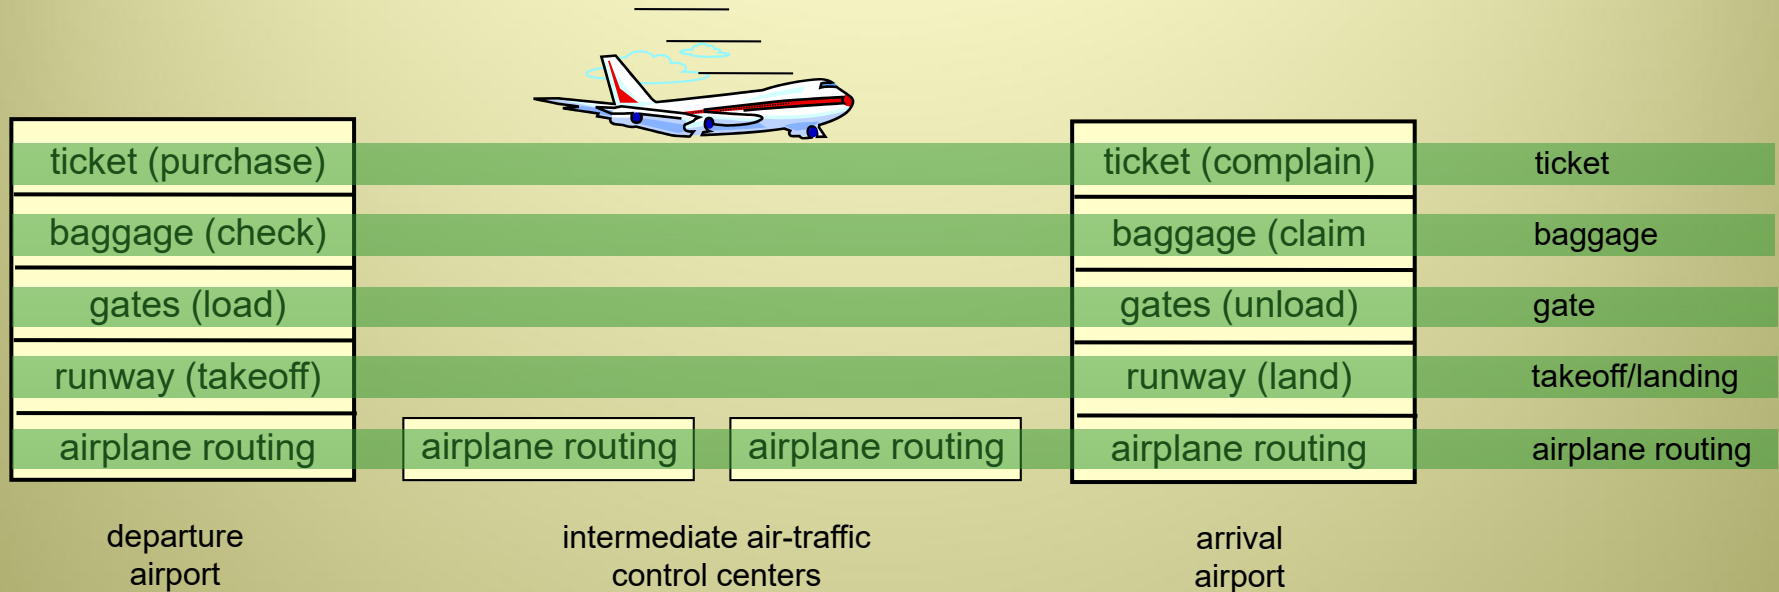 ticket (purchase) ticket (complain) ticket
baggage (check) baggage (claim baggage
gates (load) gates (unload) gate
runway (takeoff) runway (land) takeoff/landing
airplane routing airplane routing airplane routing airplane routing airplane routing
departure
airport
intermediate air-traffic
control centers
arrival
airport